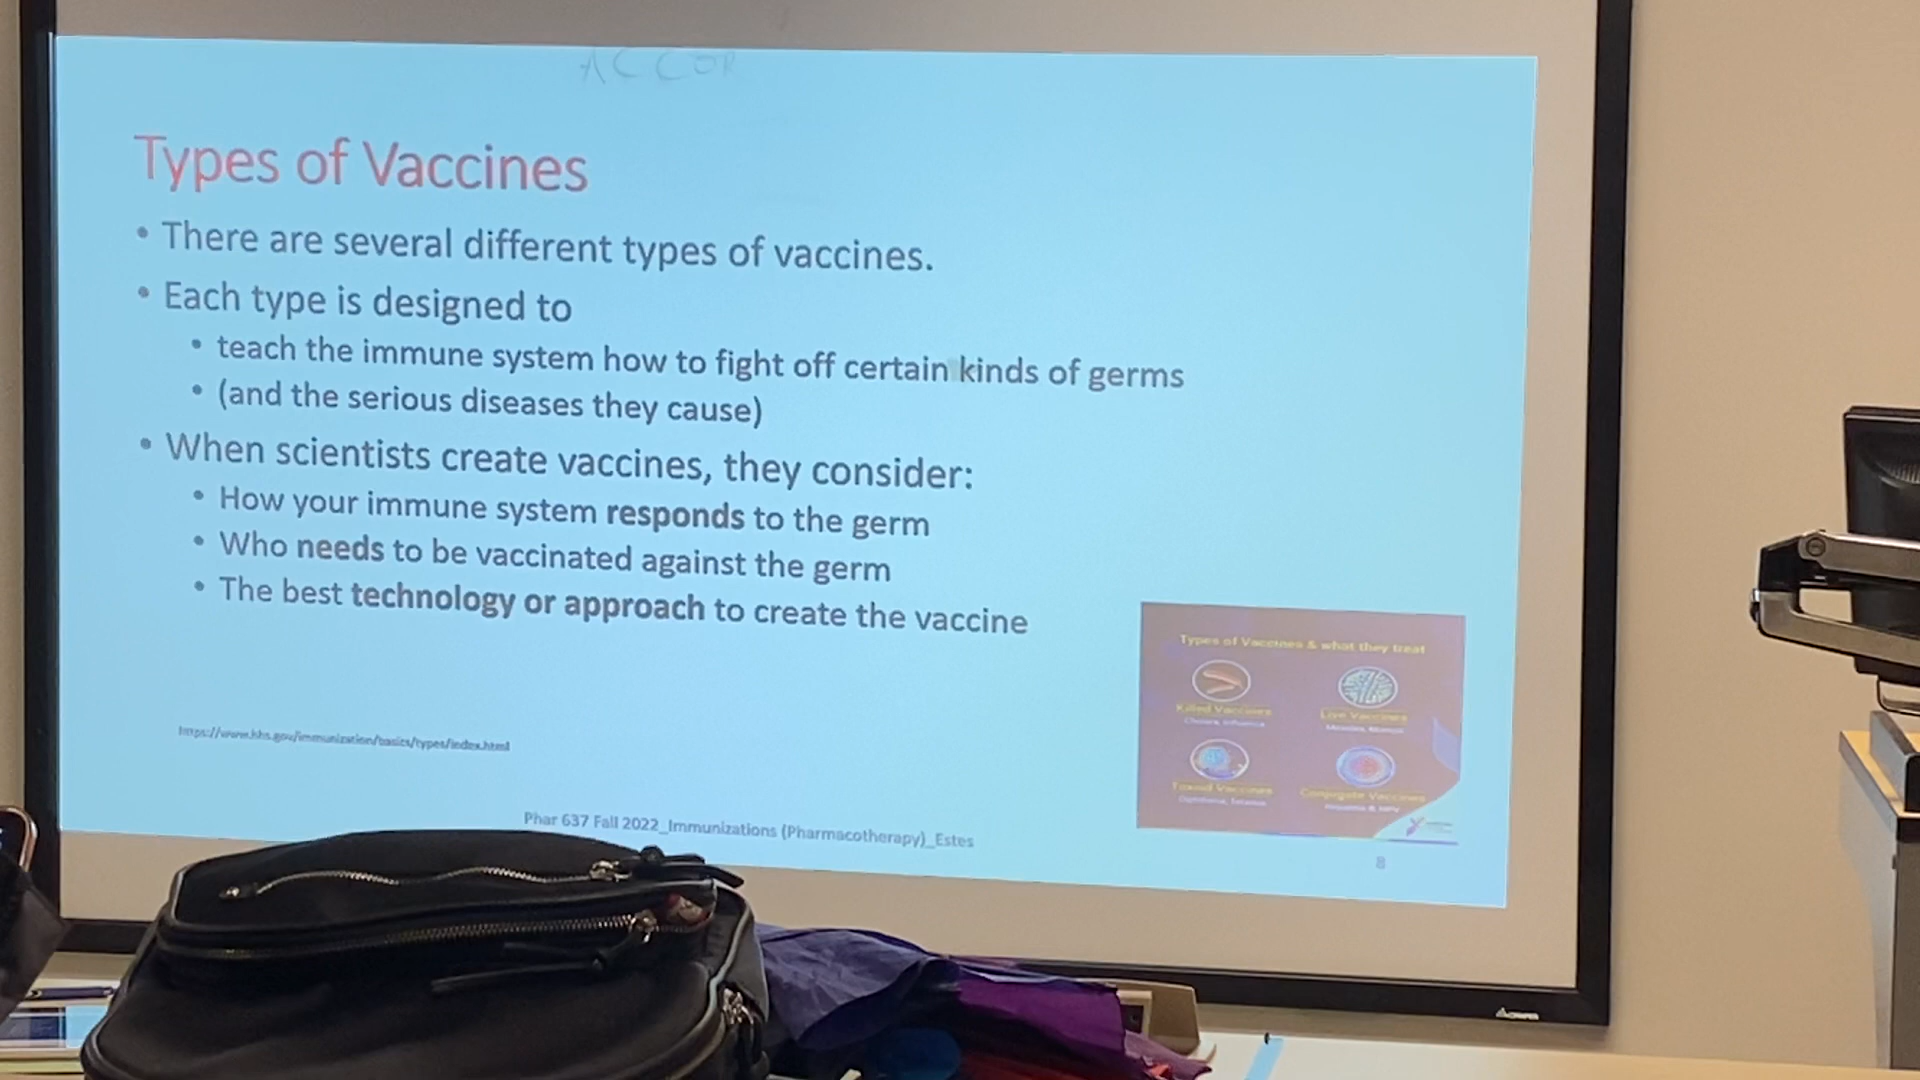 ACCOR
Types of Vaccines
• There are several different types of vaccines.
• Each type is designed to
• teach the immune system how to fight off certain kinds of germs
• (and the serious diseases they cause)
• When scientists create vaccines, they consider:
• How your immune system responds to the germ
• Who needs to be vaccinated against the germ
• The best technology or approach to create the vaccine
Types of Vaccines & what they treat
Killed Vaccines
Live Vaccines
Cholera, Influenza
Measles, Mumps
Toxoid Vaccines
Conjugate Vaccines
Diphtheria, Tetanus
https://www.hhs.gov/immunization/basics/types/index.html
Phar 637 Fall 2022_Immunizations (Pharmacotherapy)_Estes
8